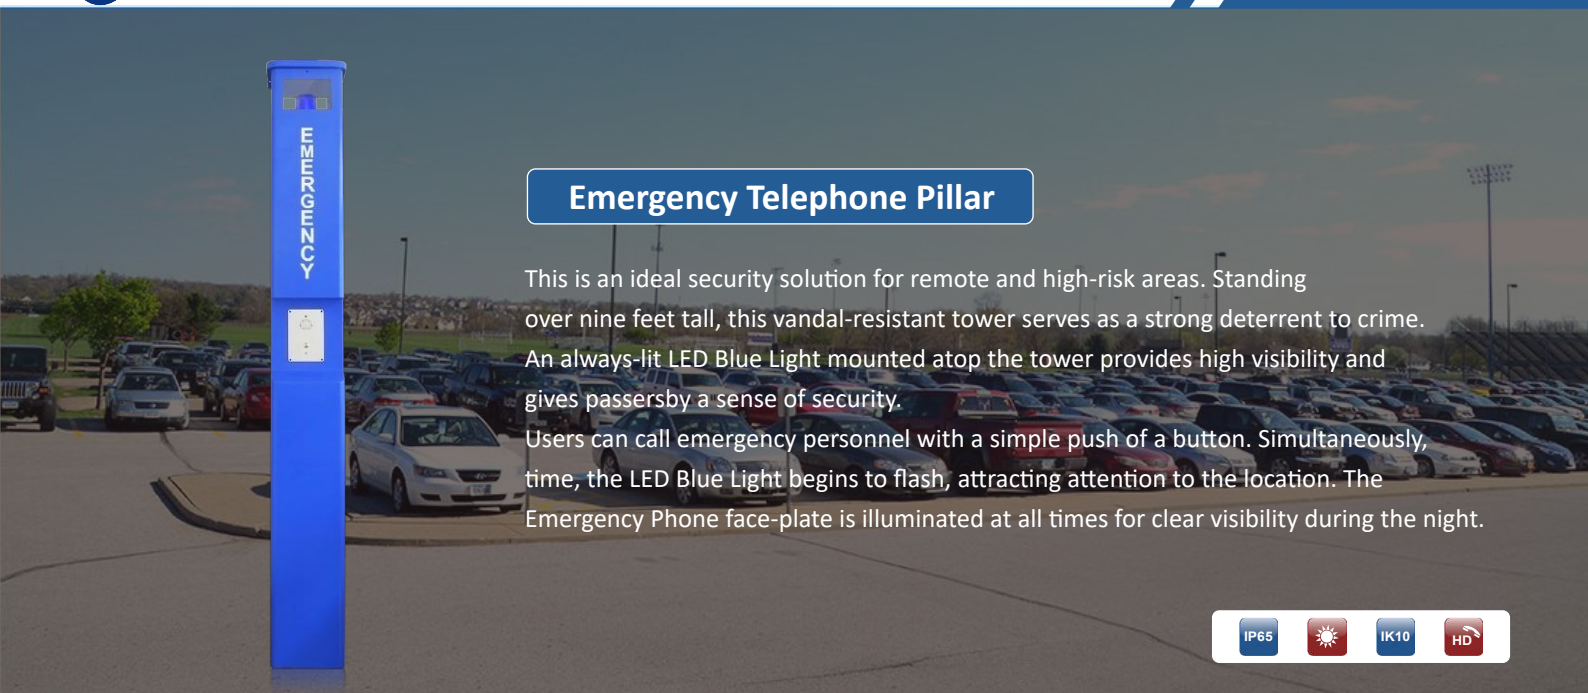 EMERGENCY
Emergency Telephone Pillar
This is an ideal security solution for remote and high-risk areas. Standing
over nine feet tall, this vandal-resistant tower serves as a strong deterrent to crime.
An always-lit LED Blue Light mounted atop the tower provides high visibility and
gives passersby a sense of security.
Users can call emergency personnel with a simple push of a button. Simultaneously,
time, the LED Blue Light begins to flash, attracting attention to the location. The
Emergency Phone face-plate is illuminated at all times for clear visibility during the night.
IP65
IK10
HD